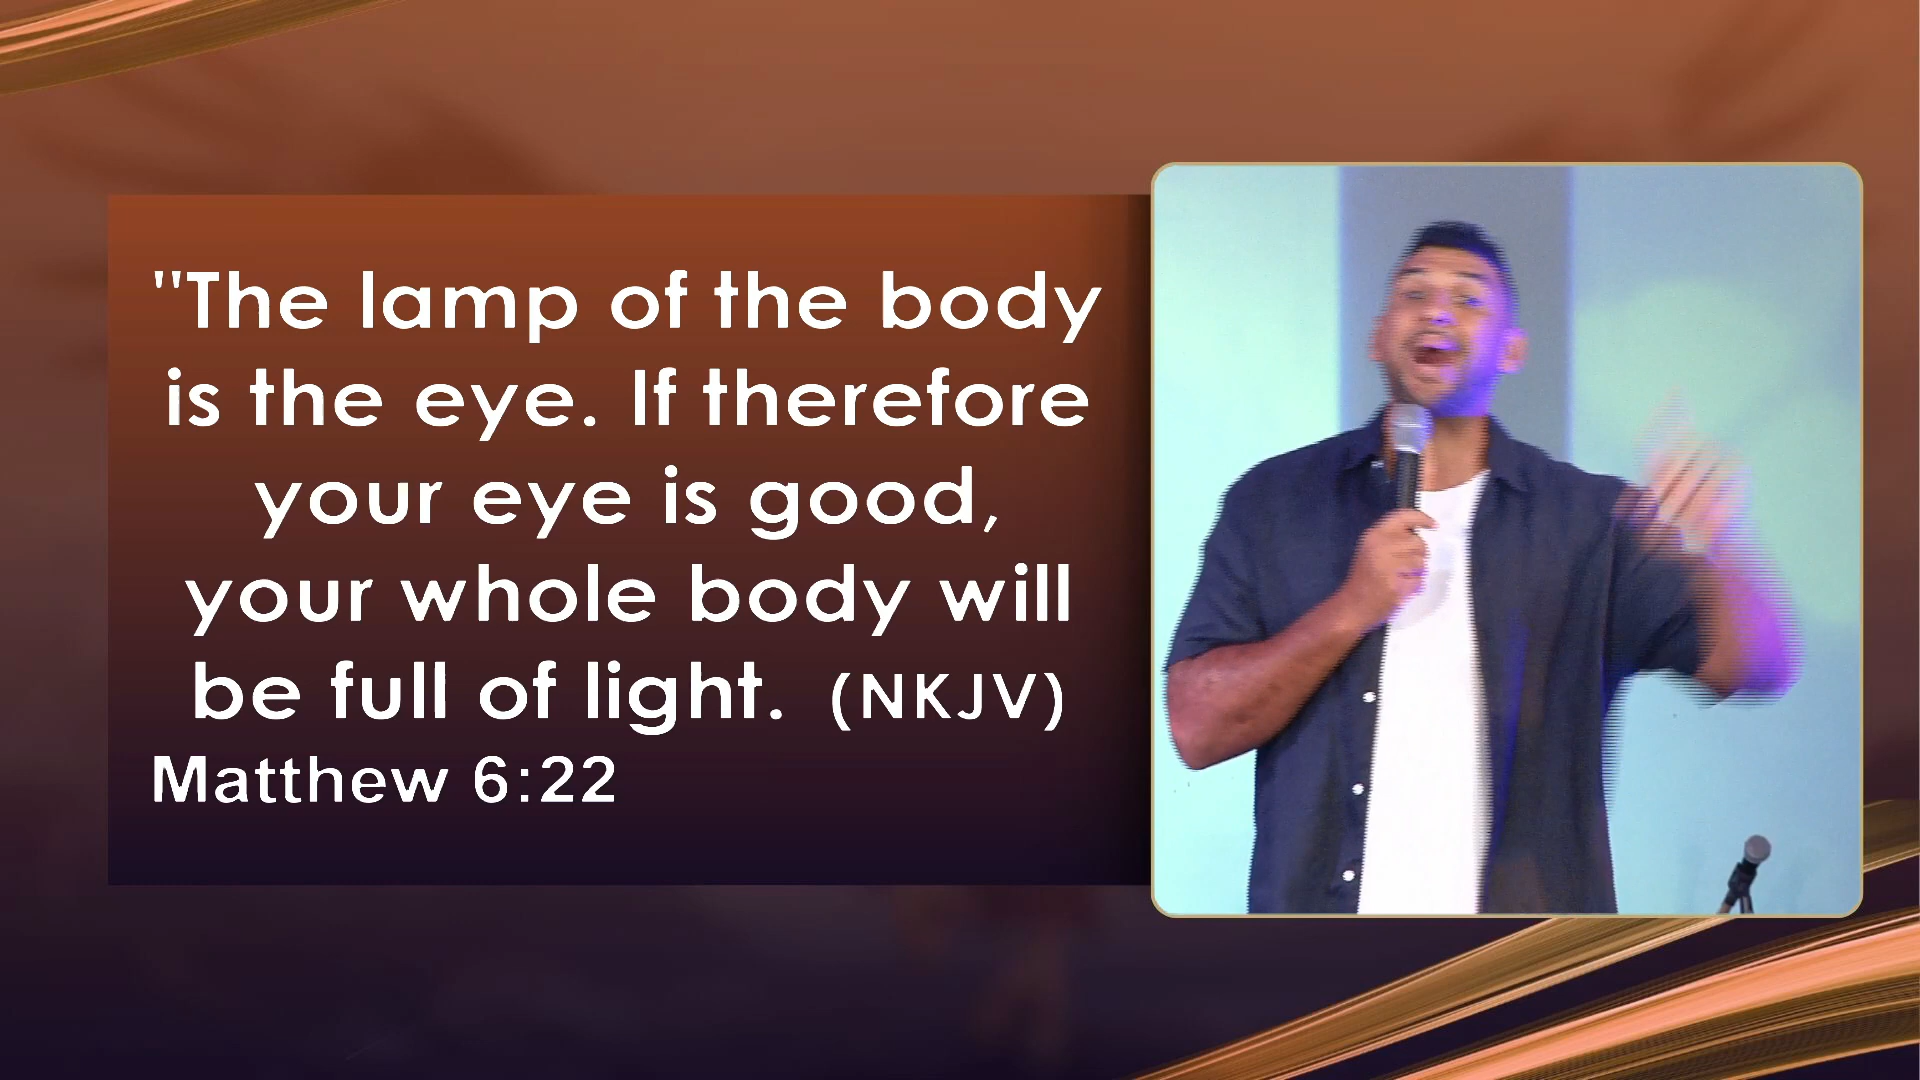 "The lamp of the body
is the eye. If therefore
your eye is good,
your whole body will
be full of light. (NKJV)
Matthew 6:22